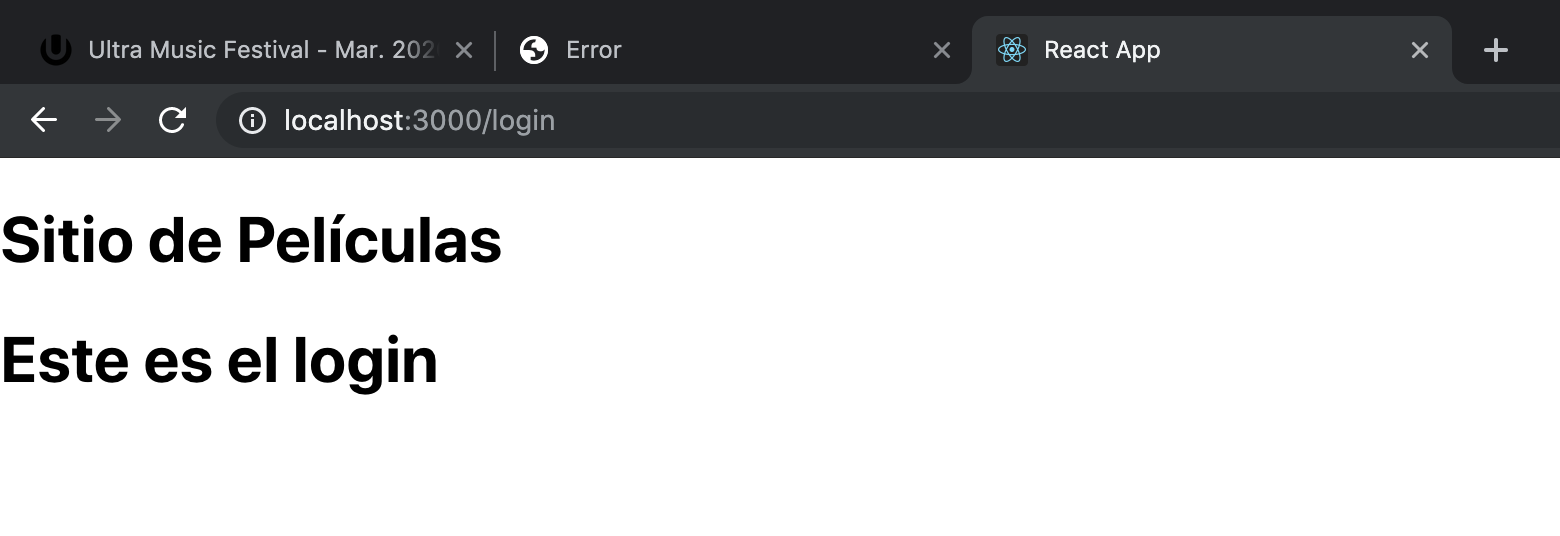 Ultra Music Festival - Mar. 202
Error
React App
localhost:3000/login
Sitio de Películas
Este es el login